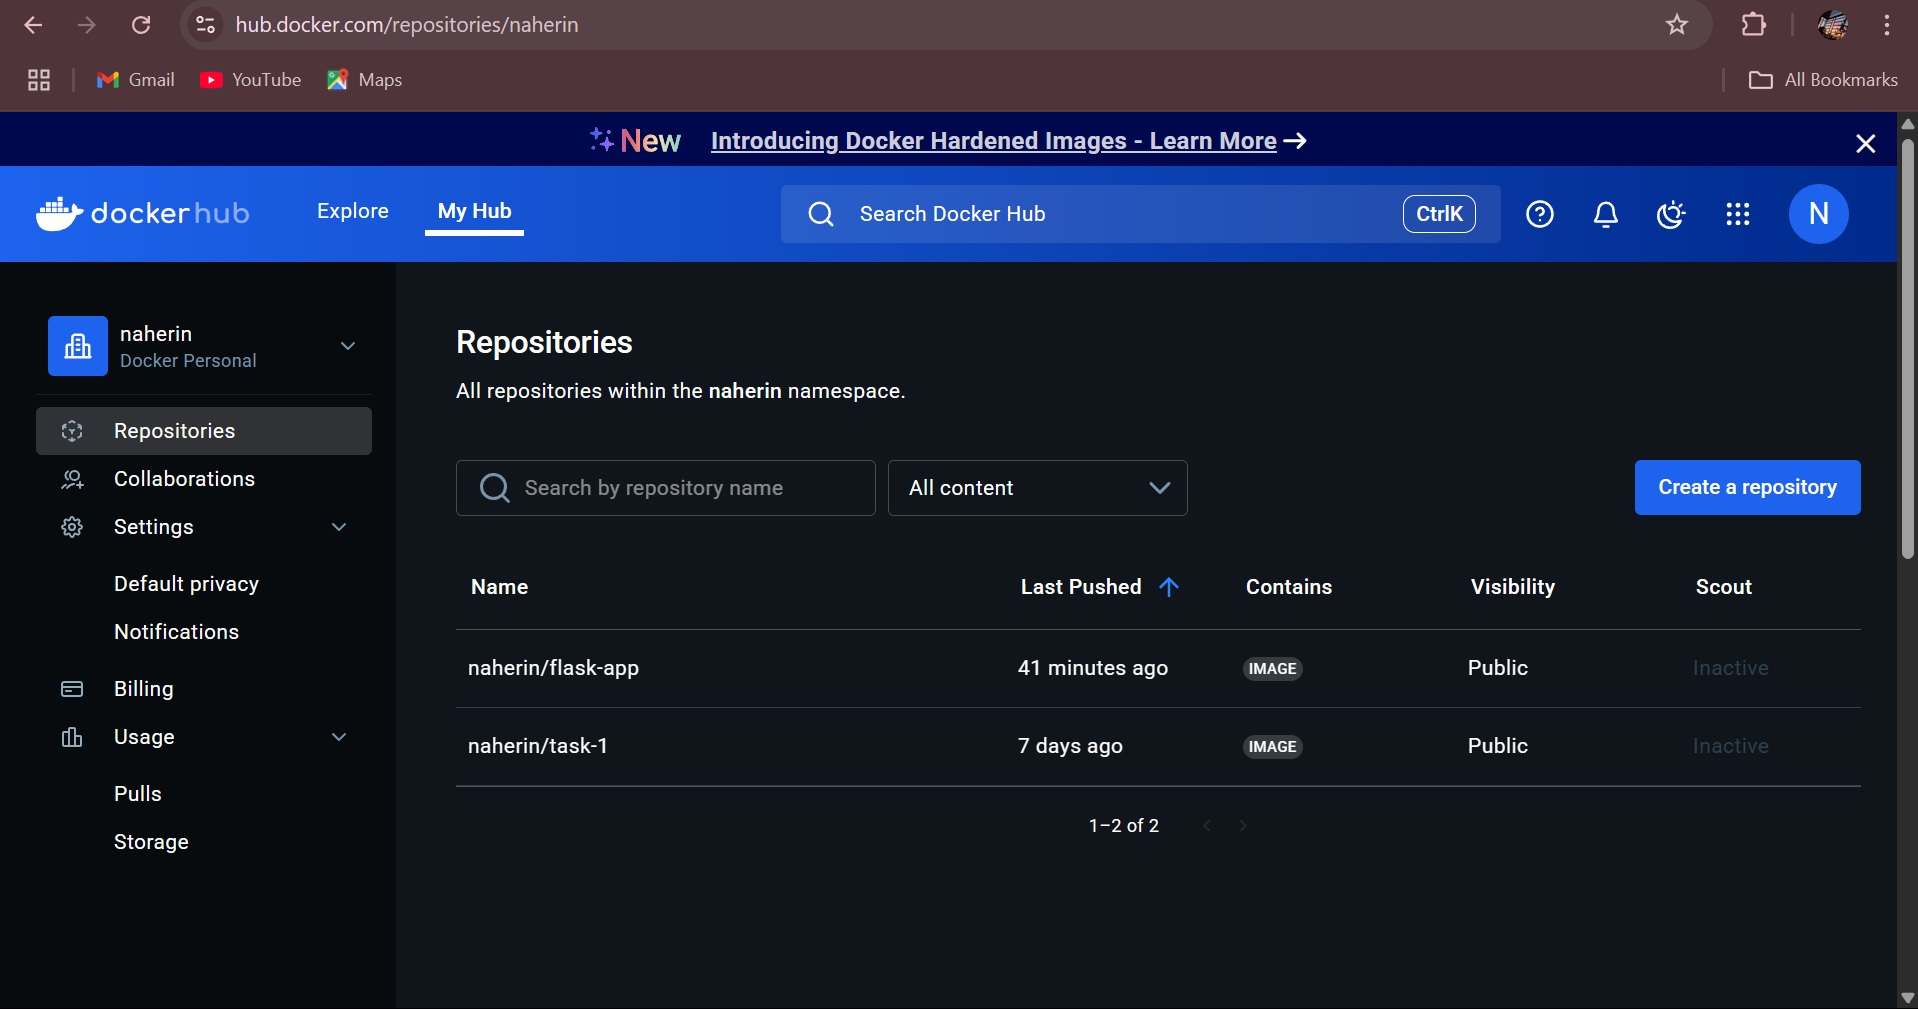 hub.docker.com/repositories/naherin
Gmail
YouTube
Maps
All Bookmarks
New Introducing Docker Hardened Images - Learn More
dockerhub
Explore
My Hub
Search Docker Hub
CtrlK
N
naherin
Docker Personal
Repositories
Collaborations
Settings
Default privacy
Notifications
Billing
Usage
Pulls
Storage
Repositories
All repositories within the naherin namespace.
Search by repository name
All content
Create a repository
Name Last Pushed Contains Visibility Scout
naherin/flask-app 41 minutes ago IMAGE Public Inactive
naherin/task-1 7 days ago IMAGE Public Inactive
1–2 of 2